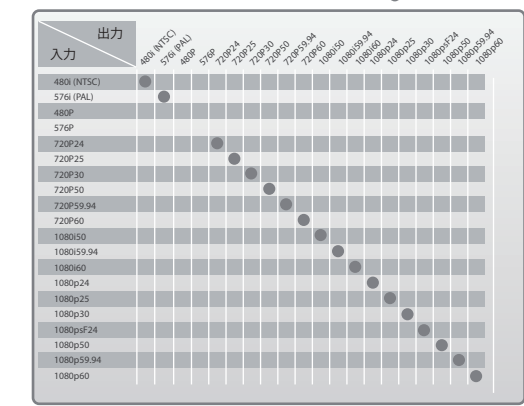 出力
入力
480i (NTSC)
576i (PAL)
480P
576P
720P24
720P25
720P30
720P50
720P59.94
720P60
1080i50
1080i59.94
1080i60
1080p24
1080p25
1080p30
1080psF24
1080p50
1080p59.94
1080p60
480i (NTSC)
576i (PAL)
480P
576P
720P24
720P25
720P30
720P50
720P59.94
720P60
1080i50
1080i59.94
1080i60
1080p24
1080p25
1080p30
1080psF24
1080p50
1080p59.94
1080p60